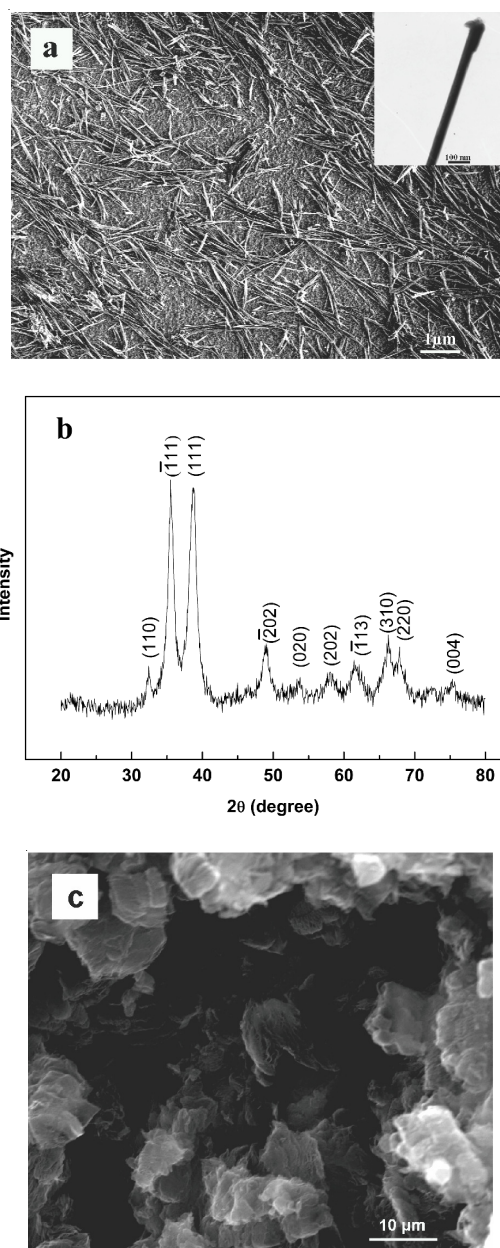 a
100 nm
1μm
b
(1̅11)
(111)
(110)
(2̅02)
(020)
(202)
(1̅13)
(310)
(220)
(004)
Intensity
20 30 40 50 60 70 80
2θ (degree)
c
10 μm